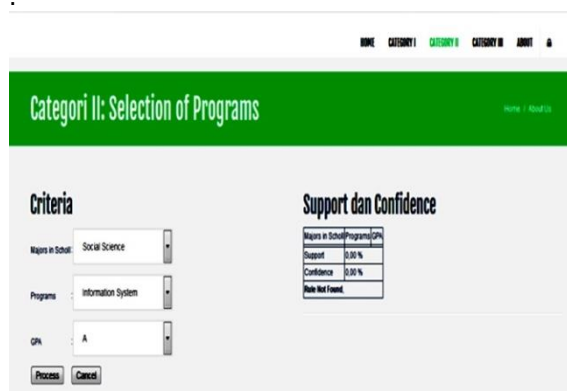 HOME CATEGORY I CATEGORY II CATEGORY III ABOUT
Categori II: Selection of Programs
Home / About Us
Criteria
Majors in Scholl: Social Science
Programs : Information System
GPA : A
Process Cancel
Support dan Confidence
Majors in Scholl Programs GPA
Support 0,00 %
Confidence 0,00 %
Rule Not Found.